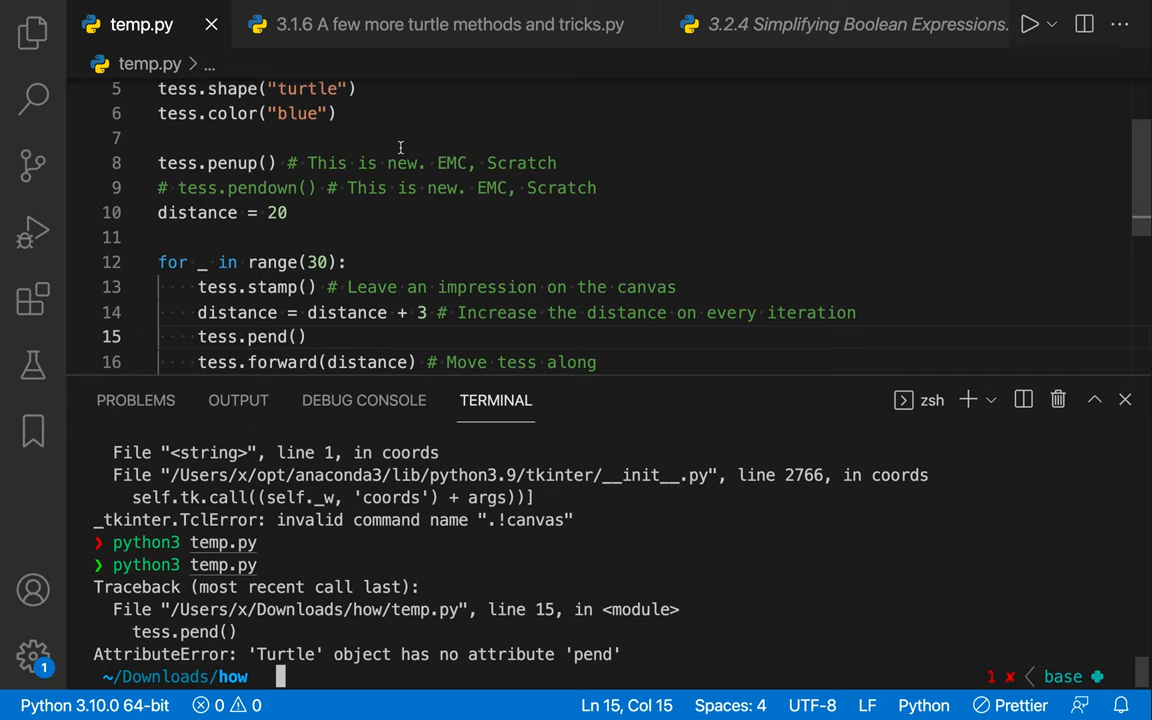 temp.py
3.1.6 A few more turtle methods and tricks.py
3.2.4 Simplifying Boolean Expressions.
temp.py > ...
5 tess.shape("turtle")
6 tess.color("blue")
7
8 tess.penup() # This is new. EMC, Scratch
9 # tess.pendown() # This is new. EMC, Scratch
10 distance = 20
11
12 for _ in range(30):
13 tess.stamp() # Leave an impression on the canvas
14 distance = distance + 3 # Increase the distance on every iteration
15 tess.pend()
16 tess.forward(distance) # Move tess along
PROBLEMS OUTPUT DEBUG CONSOLE TERMINAL zsh
File "<string>", line 1, in coords
File "/Users/x/opt/anaconda3/lib/python3.9/tkinter/__init__.py", line 2766, in coords
self.tk.call((self._w, 'coords') + args))]
_tkinter.TclError: invalid command name ".!canvas"
❯ python3 temp.py
❯ python3 temp.py
Traceback (most recent call last):
File "/Users/x/Downloads/how/temp.py", line 15, in <module>
tess.pend()
AttributeError: 'Turtle' object has no attribute 'pend'
~/Downloads/how 1 ✘ base
1
Python 3.10.0 64-bit 0 0 Ln 15, Col 15 Spaces: 4 UTF-8 LF Python Prettier